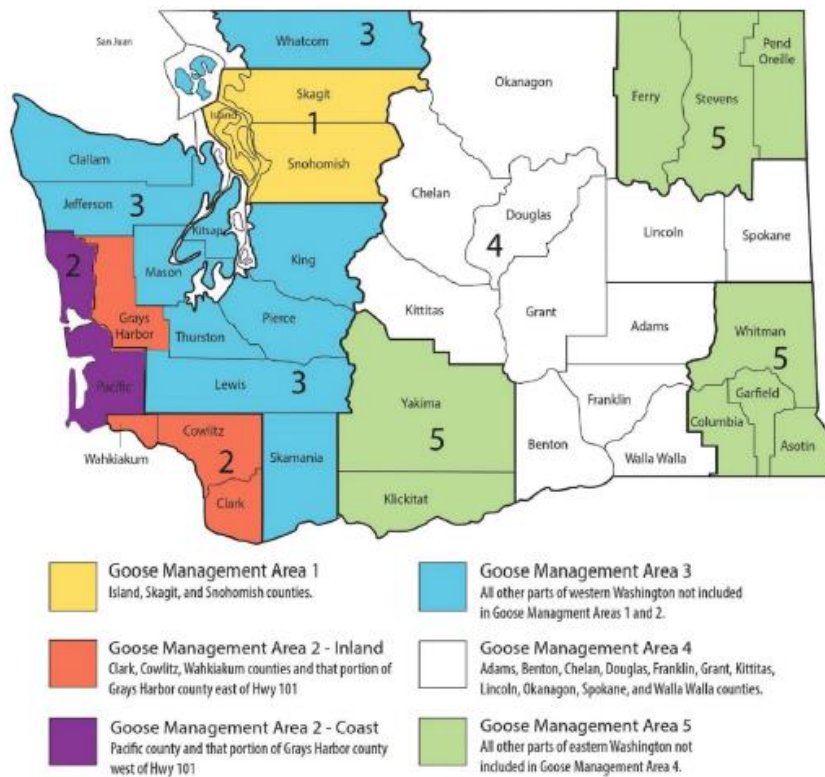 San Juan
Whatcom 3
Okanagon
Pend
Oreille
Ferry
Stevens
5
Skagit
Island
1
Snohomish
Clallam
Jefferson 3
Chelan
Douglas
4
Lincoln
Spokane
Kitsap
2
Mason
King
Grays
Harbor
Thurston
Pierce
Kittitas
Grant
Adams
Whitman
5
Pacific
Lewis 3
Yakima
5
Franklin
Garfield
Columbia
Asotin
Benton
Walla Walla
Wahkiakum
Cowlitz
2
Clark
Skamania
Klickitat
Goose Management Area 1
Island, Skagit, and Snohomish counties.
Goose Management Area 2 - Inland
Clark, Cowlitz, Wahkiakum counties and that portion of
Grays Harbor county east of Hwy 101
Goose Management Area 2 - Coast
Pacific county and that portion of Grays Harbor county
west of Hwy 101
Goose Management Area 3
All other parts of western Washington not included
in Goose Managment Areas 1 and 2.
Goose Management Area 4
Adams, Benton, Chelan, Douglas, Franklin, Grant, Kittitas,
Lincoln, Okanagon, Spokane, and Walla Walla counties.
Goose Management Area 5
All other parts of eastern Washington not
included in Goose Management Area 4.